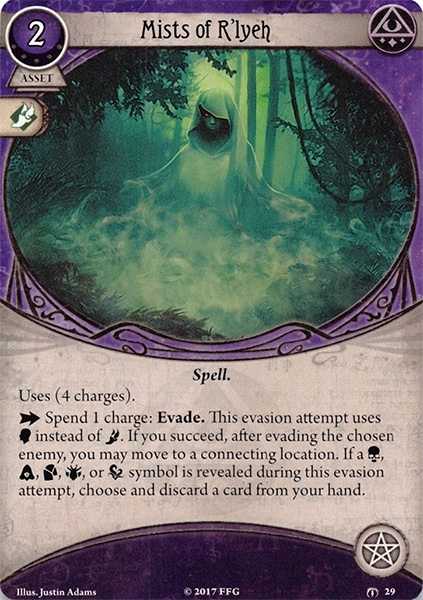 2
Mists of R'lyeh
ASSET
Spell.
Uses (4 charges).
Spend 1 charge: Evade. This evasion attempt uses
instead of . If you succeed, after evading the chosen
enemy, you may move to a connecting location. If a ,
, , , or symbol is revealed during this evasion
attempt, choose and discard a card from your hand.
Illus. Justin Adams
© 2017 FFG
29